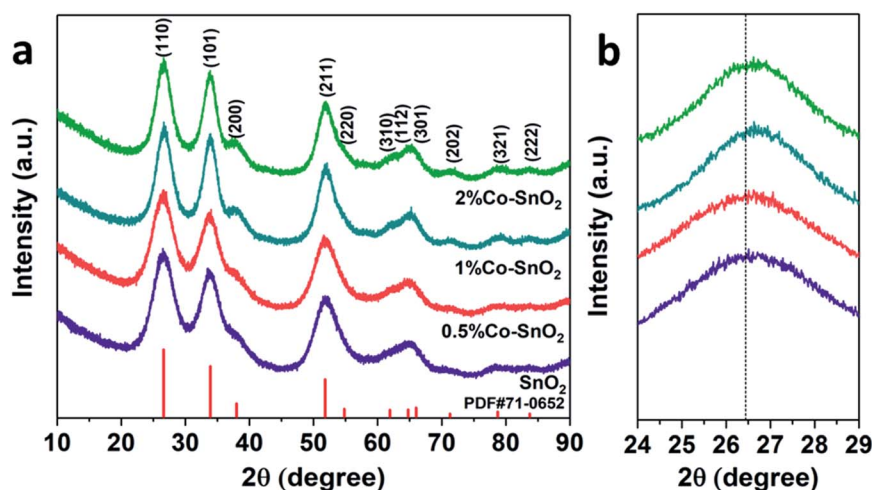 a
Intensity (a.u.)
(110)
(101)
(200)
(211)
(220)
(310)
(112)
(301)
(202)
(321)
(222)
2%Co-SnO₂
1%Co-SnO₂
0.5%Co-SnO₂
SnO₂
PDF#71-0652
10 20 30 40 50 60 70 80 90
2θ (degree)
b
Intensity (a.u.)
24 25 26 27 28 29
2θ (degree)